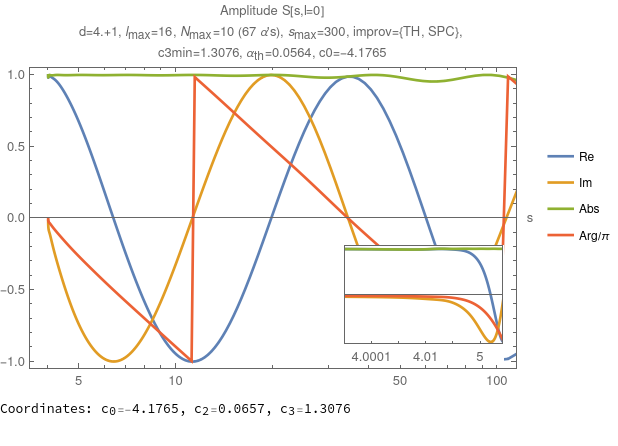 Amplitude S[s,l=0]
d=4.+1, lmax=16, Nmax=10 (67 α's), smax=300, improv={TH, SPC},
c3min=1.3076, αth=0.0564, c0=-4.1765
1.0
0.5
0.0
-0.5
-1.0
5
10
50
100
s
4.0001
4.01
5
Re
Im
Abs
Arg/π
Coordinates: c0=-4.1765, c2=0.0657, c3=1.3076